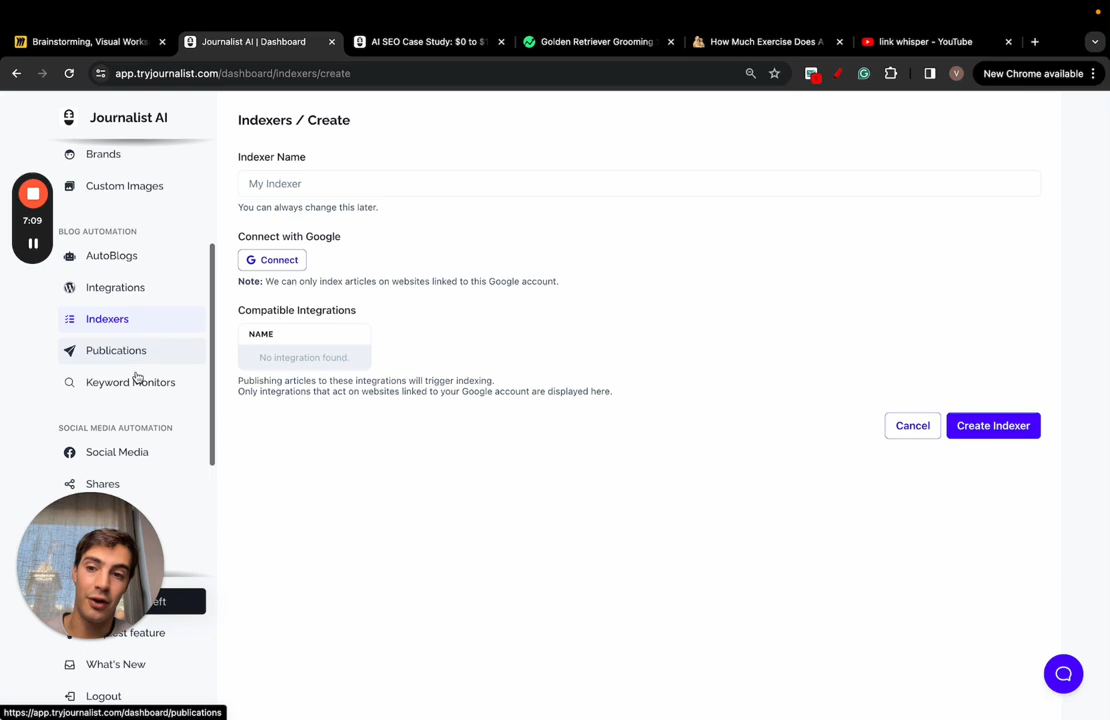 Brainstorming, Visual Works
Journalist AI | Dashboard
AI SEO Case Study: $0 to $1
Golden Retriever Grooming
How Much Exercise Does A
link whisper - YouTube
app.tryjournalist.com/dashboard/indexers/create
New Chrome available
Journalist AI
Brands
Custom Images
BLOG AUTOMATION
AutoBlogs
Integrations
Indexers
Publications
Keyword Monitors
SOCIAL MEDIA AUTOMATION
Social Media
Shares
7:09
eft
est feature
What's New
Logout
https://app.tryjournalist.com/dashboard/publications
Indexers / Create
Indexer Name
My Indexer
You can always change this later.
Connect with Google
Connect
Note: We can only index articles on websites linked to this Google account.
Compatible Integrations
NAME
No integration found.
Publishing articles to these integrations will trigger indexing.
Only integrations that act on websites linked to your Google account are displayed here.
Cancel
Create Indexer